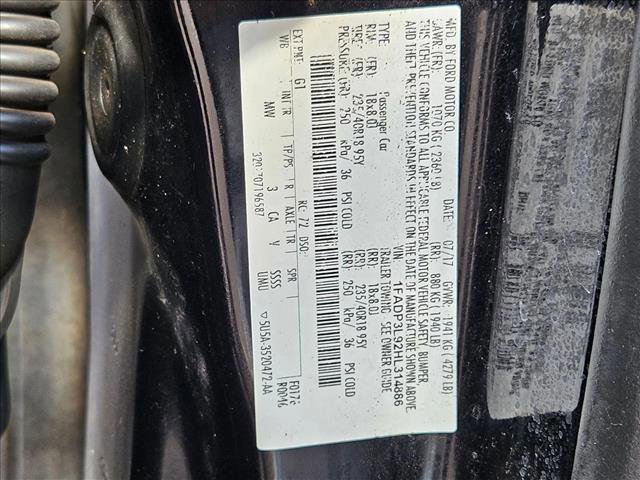 MFD BY FORD MOTOR CO.
DATE: 07/17 GVWR: 1941 KG ( 4279 LB)
GAWR: (FR): 1070 KG ( 2360 LB) (RR): 880 KG ( 1940 LB)
THIS VEHICLE CONFORMS TO ALL APPLICABLE FEDERAL MOTOR VEHICLE SAFETY, BUMPER
AND THEFT PREVENTION STANDARDS IN EFFECT ON THE DATE OF MANUFACTURE SHOWN ABOVE.
VIN: 1FADP3L92HL314886
TYPE: Passenger Car TRAILER TOWING - SEE OWNER GUIDE
RIM: (FR): 18x8.0J (RR): 18x8.0J
TIRE: (FR): 235/40R18 95Y (RR): 235/40R18 95Y
PRESSURE: (FR): 250 kPa/ 36 PSI COLD (RR): 250 kPa/ 36 PSI COLD
EXT PNT: G1 RC: 72 DSO:
WB INT TR TP/PS R AXLE TR SPR
MW 3 CA V SSSS
UMU
5U5A-3520472-AA